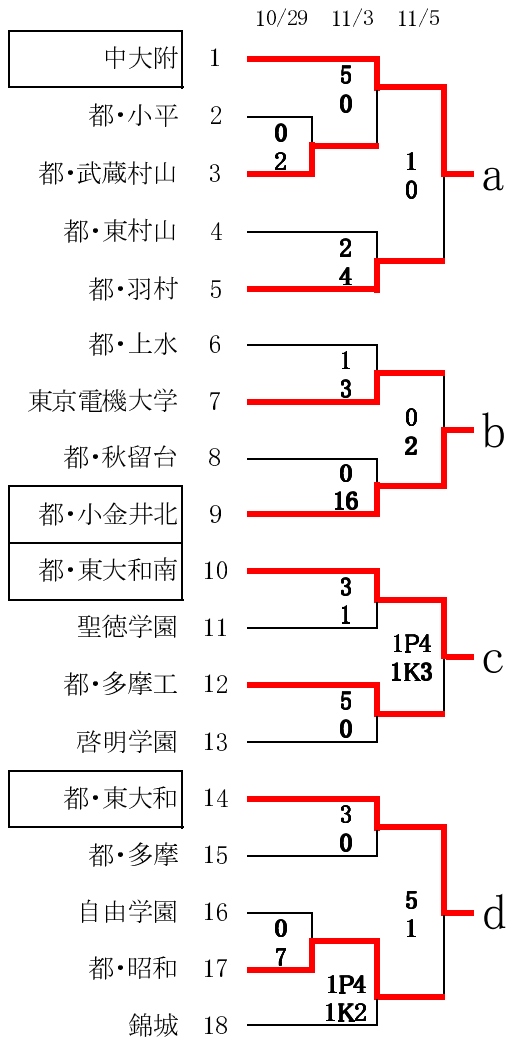 10/29 11/3 11/5
中大附 1
5
0
都・小平 2
0
2
都・武蔵村山 3
1
0
a
都・東村山 4
2
4
都・羽村 5
都・上水 6
1
3
東京電機大学 7
0
2
b
都・秋留台 8
0
16
都・小金井北 9
都・東大和南 10
3
1
聖徳学園 11
1P4
1K3
c
都・多摩工 12
5
0
啓明学園 13
都・東大和 14
3
0
都・多摩 15
5
1
d
自由学園 16
0
7
都・昭和 17
1P4
1K2
錦城 18